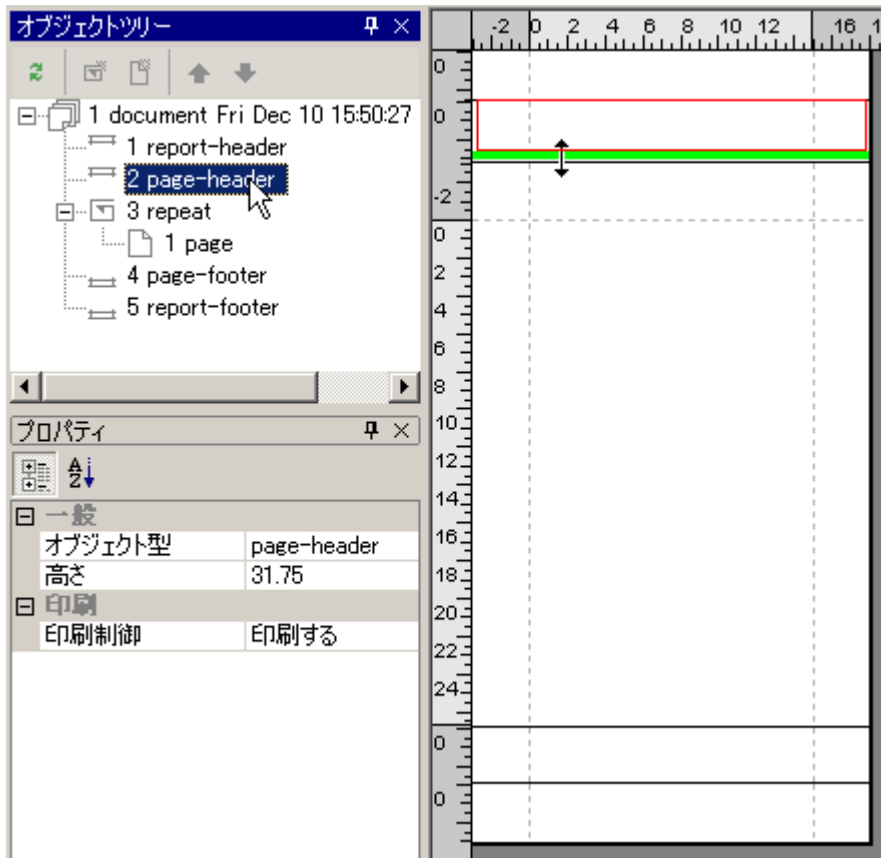 オブジェクトツリー
1 document Fri Dec 10 15:50:27
1 report-header
2 page-header
3 repeat
1 page
4 page-footer
5 report-footer
プロパティ
A
Z
一般
オブジェクト型 page-header
高さ 31.75
印刷
印刷制御 印刷する
-2 0 2 4 6 8 10 12 16 1
0
0
-2
0
2
4
6
8
10
12
14
16
18
20
22
24
0
0